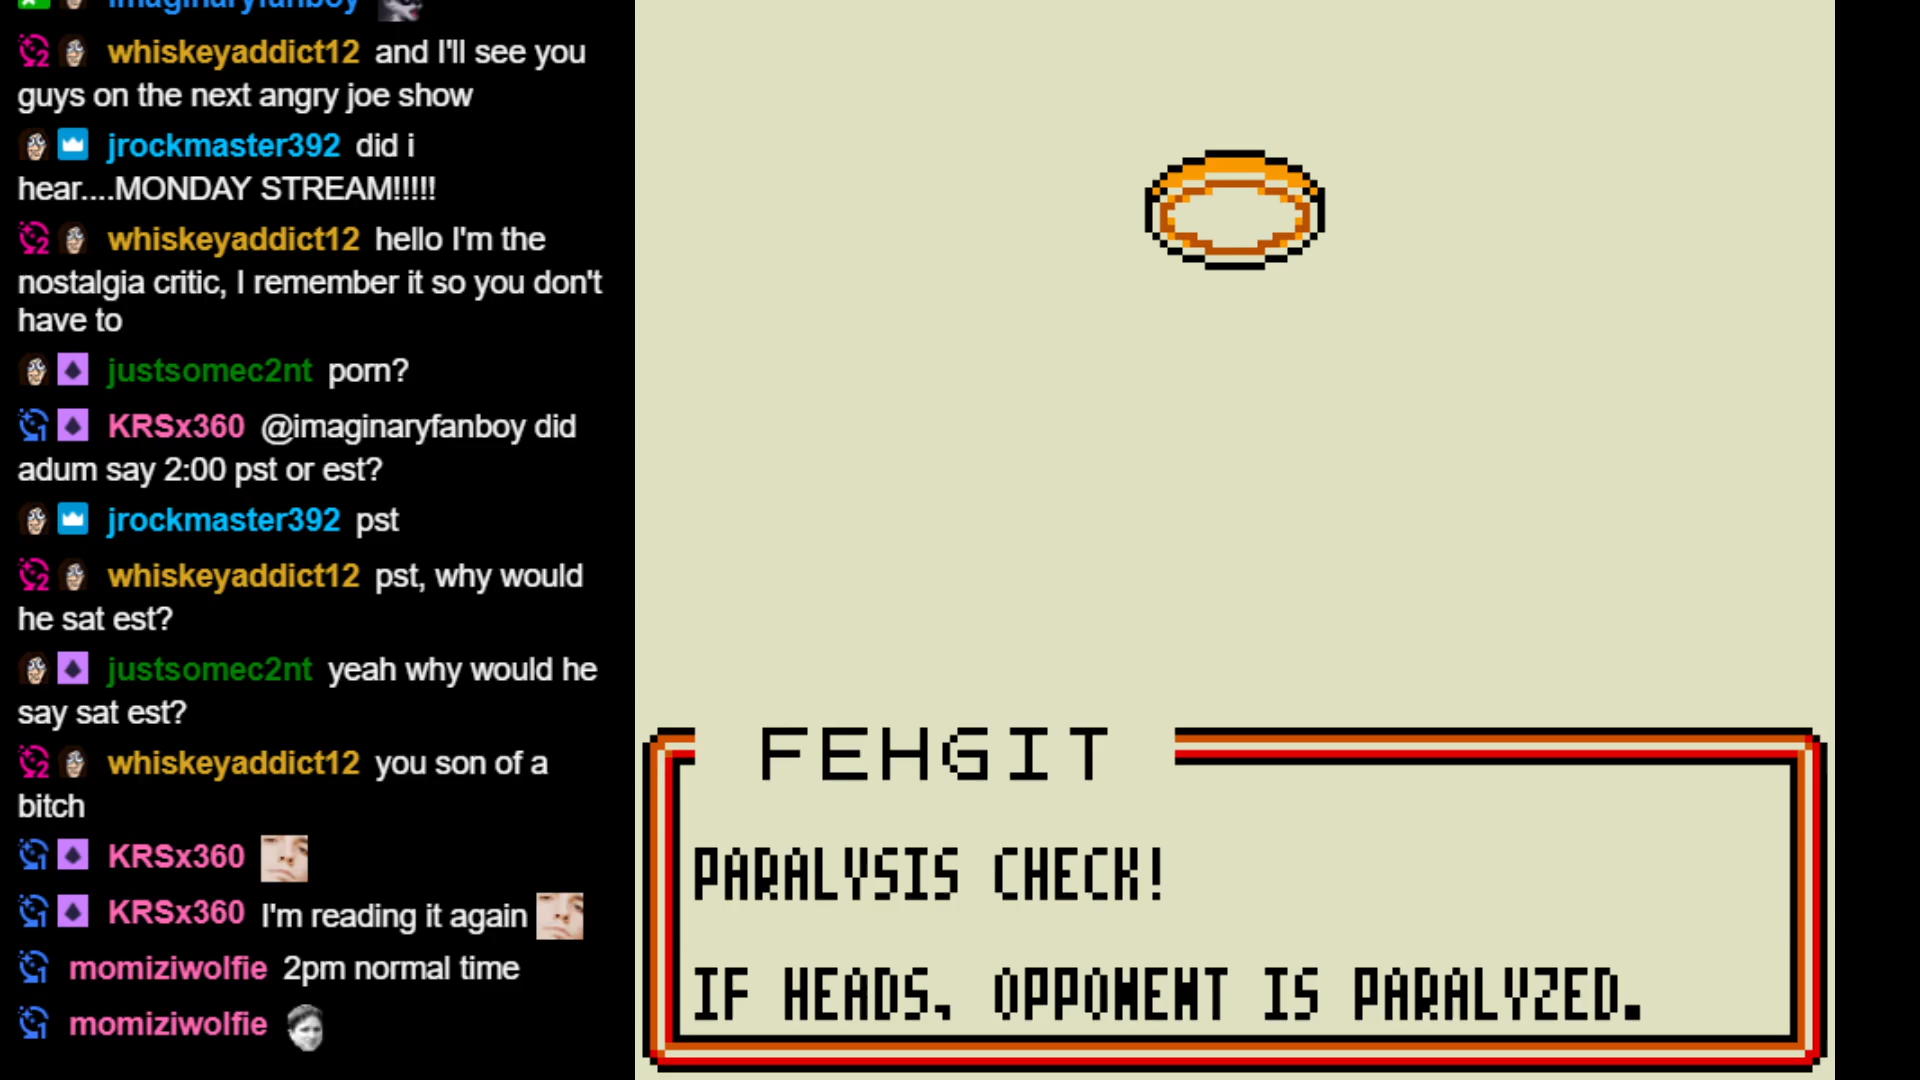 imaginaryfanboy
whiskeyaddict12 and I'll see you
guys on the next angry joe show
jrockmaster392 did i
hear....MONDAY STREAM!!!!!
whiskeyaddict12 hello I'm the
nostalgia critic, I remember it so you don't
have to
justsomec2nt porn?
KRSx360 @imaginaryfanboy did
adum say 2:00 pst or est?
jrockmaster392 pst
whiskeyaddict12 pst, why would
he sat est?
justsomec2nt yeah why would he
say sat est?
whiskeyaddict12 you son of a
bitch
KRSx360
KRSx360 I'm reading it again
momiziwolfie 2pm normal time
momiziwolfie
FEHGIT
PARALYSIS CHECK!
IF HEADS, OPPONENT IS PARALYZED.